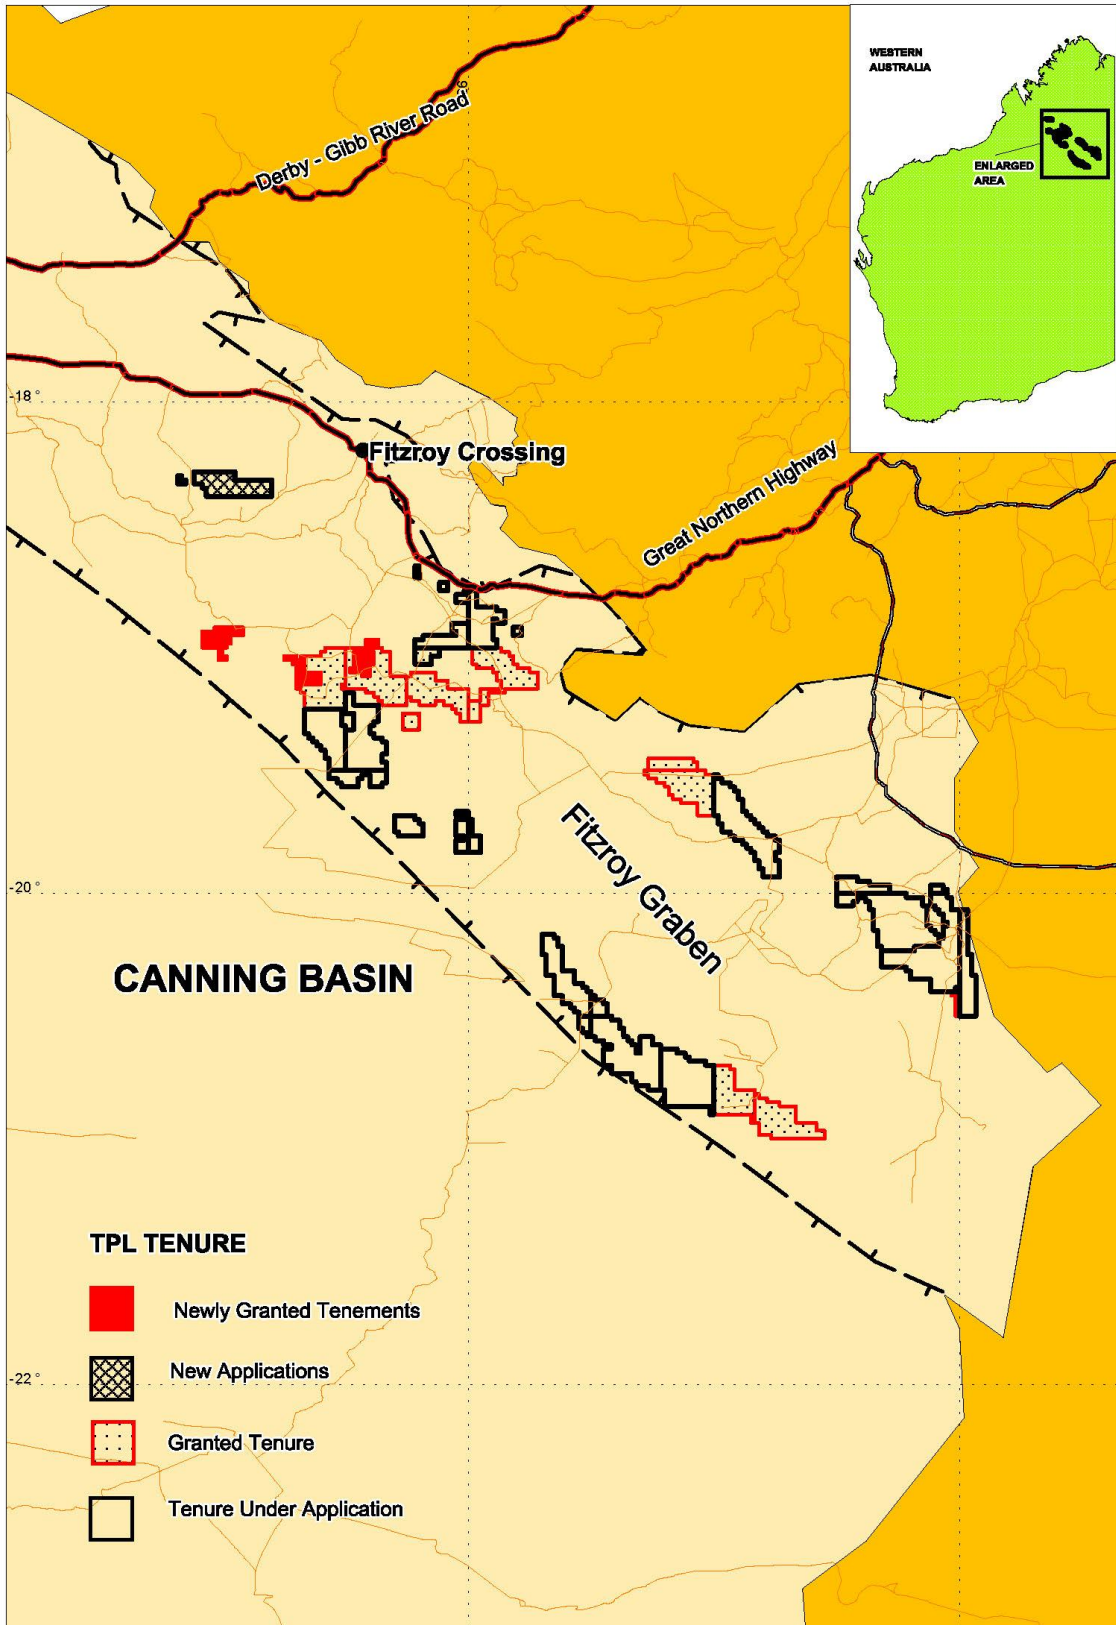 WESTERN
AUSTRALIA
ENLARGED
AREA
Derby - Gibb River Road
-18°
Fitzroy Crossing
Great Northern Highway
Fitzroy Graben
-20°
CANNING BASIN
TPL TENURE
Newly Granted Tenements
New Applications
-22°
Granted Tenure
Tenure Under Application